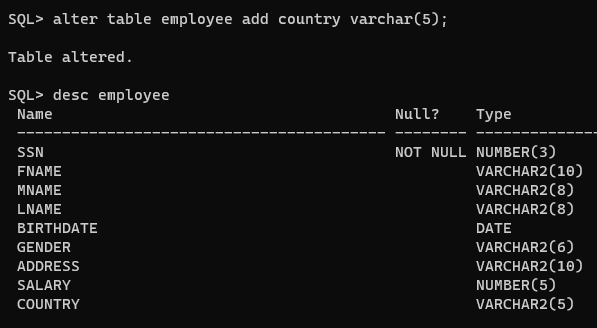 SQL> alter table employee add country varchar(5);
Table altered.
SQL> desc employee
Name Null? Type
----------------------------------------- -------- --------------
SSN NOT NULL NUMBER(3)
FNAME VARCHAR2(10)
MNAME VARCHAR2(8)
LNAME VARCHAR2(8)
BIRTHDATE DATE
GENDER VARCHAR2(6)
ADDRESS VARCHAR2(10)
SALARY NUMBER(5)
COUNTRY VARCHAR2(5)